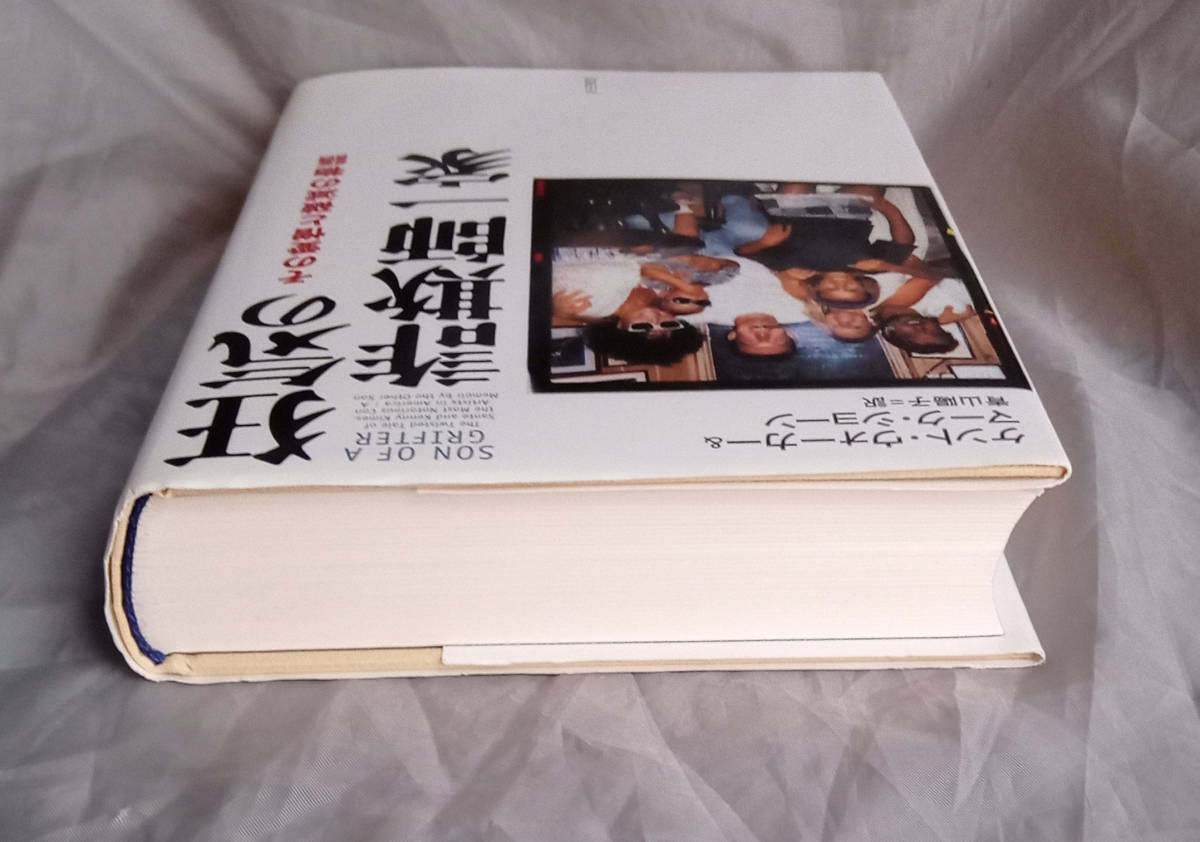 狂気の
詐欺師一家
SON OF A
GRIFTER
The Twisted Tale of
Sante and Kenny Kimes,
the Most Notorious Con
Artists in America : A
Memoir by the Other Son
ケント・ウォーカー&
マーク・ショーン
青山陽子=訳